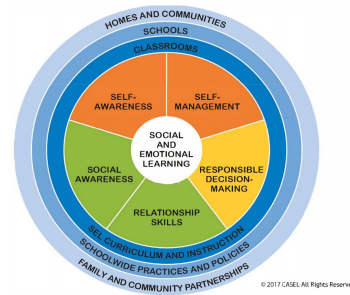 HOMES AND COMMUNITIES
SCHOOLS
CLASSROOMS
SELF-
AWARENESS
SELF-
MANAGEMENT
SOCIAL
AND
EMOTIONAL
LEARNING
SOCIAL
AWARENESS
RESPONSIBLE
DECISION-
MAKING
RELATIONSHIP
SKILLS
SEL CURRICULUM AND INSTRUCTION
SCHOOLWIDE PRACTICES AND POLICIES
FAMILY AND COMMUNITY PARTNERSHIPS
© 2017 CASEL All Rights Reserv